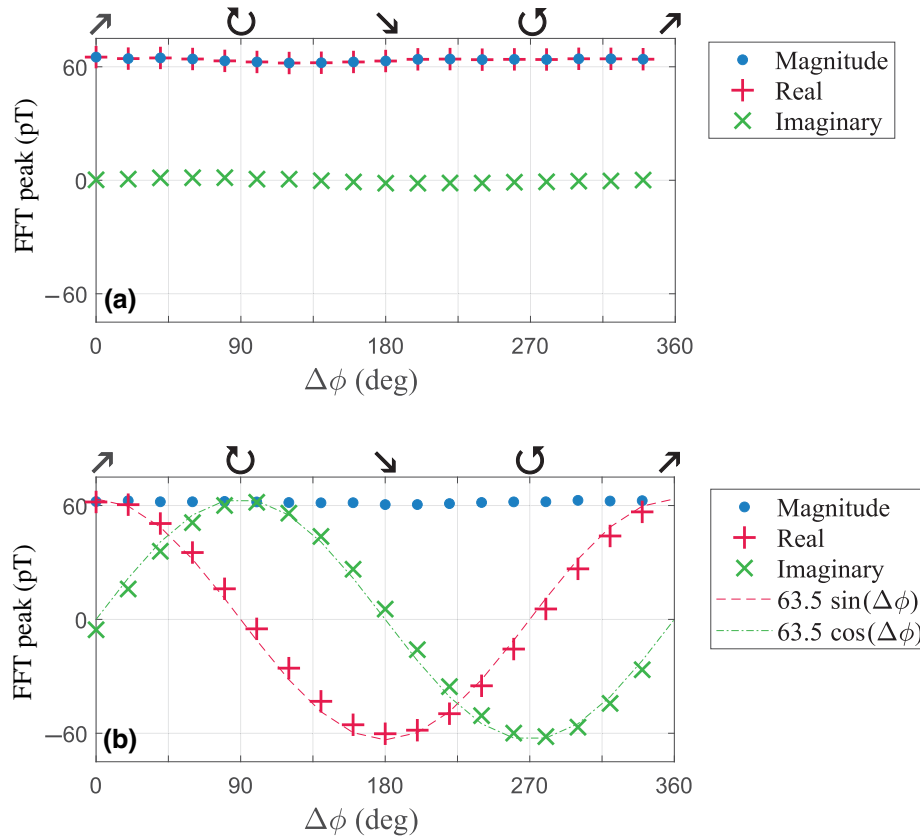 60
0
−60
FFT peak (pT)
(a)
0 90 180 270 360
Δϕ (deg)
Magnitude
Real
Imaginary
60
0
−60
FFT peak (pT)
(b)
0 90 180 270 360
Δϕ (deg)
Magnitude
Real
Imaginary
63.5 sin(Δϕ)
63.5 cos(Δϕ)